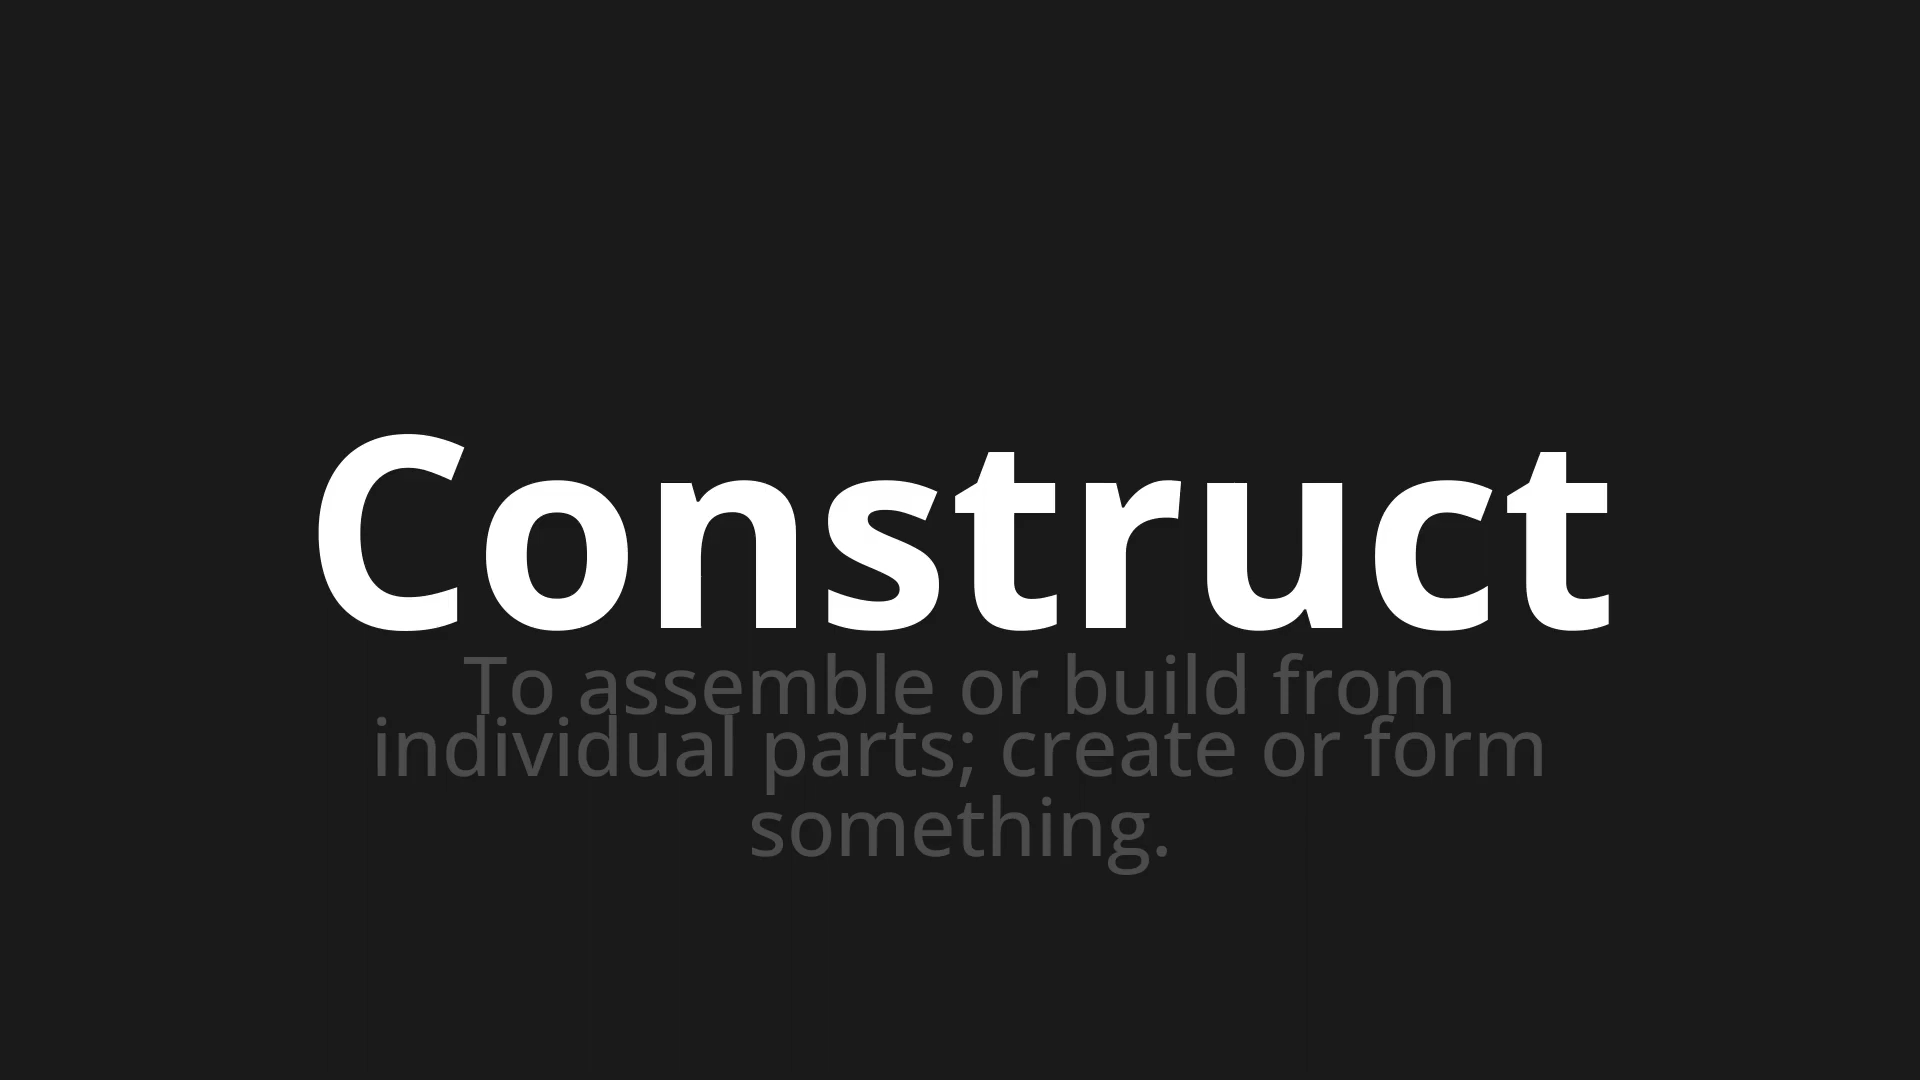 Construct
To assemble or build from
individual parts; create or form
something.